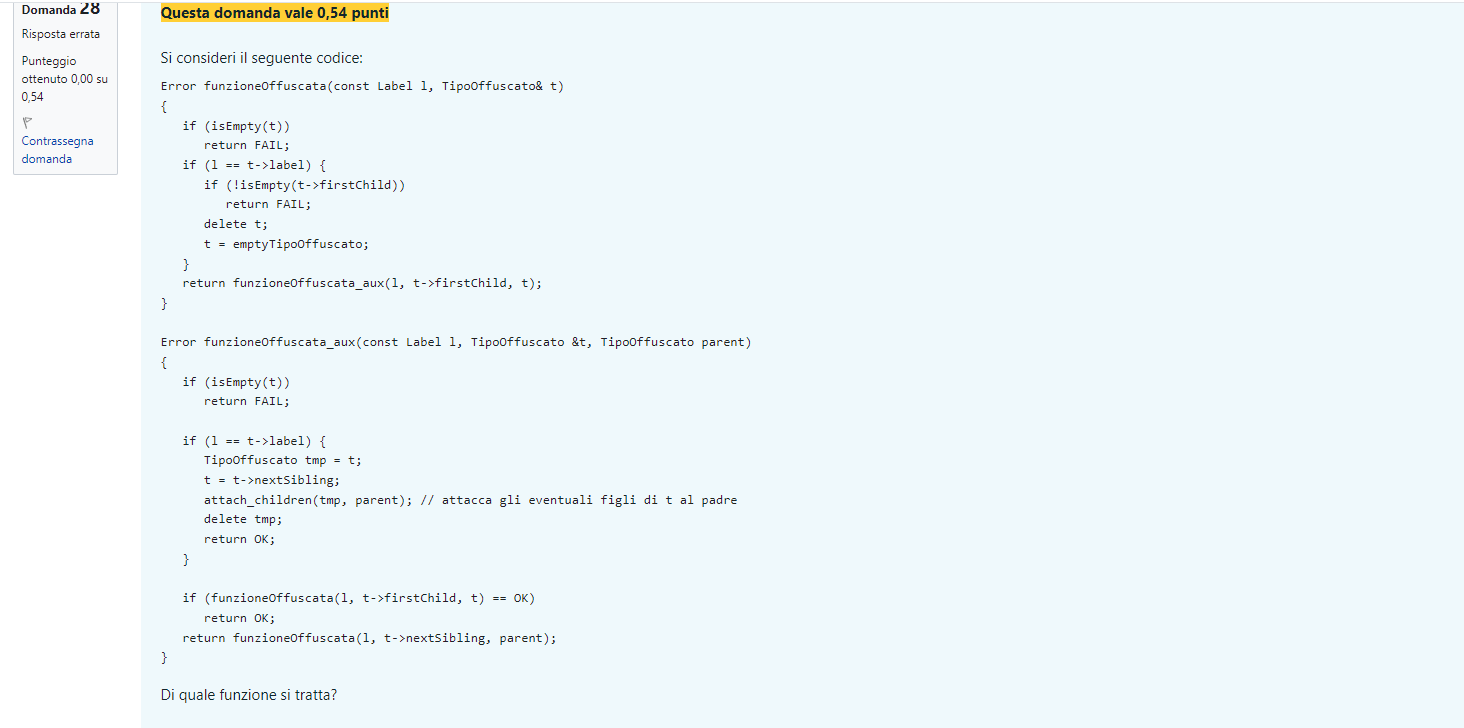 Domanda 28
Risposta errata
Punteggio
ottenuto 0,00 su
0,54
Contrassegna
domanda
Questa domanda vale 0,54 punti
Si consideri il seguente codice:
Error funzioneOffuscata(const Label l, TipoOffuscato& t)
{
   if (isEmpty(t))
      return FAIL;
   if (l == t->label) {
      if (!isEmpty(t->firstChild))
         return FAIL;
      delete t;
      t = emptyTipoOffuscato;
   }
   return funzioneOffuscata_aux(l, t->firstChild, t);
}
Error funzioneOffuscata_aux(const Label l, TipoOffuscato &t, TipoOffuscato parent)
{
   if (isEmpty(t))
      return FAIL;
   if (l == t->label) {
      TipoOffuscato tmp = t;
      t = t->nextSibling;
      attach_children(tmp, parent); // attacca gli eventuali figli di t al padre
      delete tmp;
      return OK;
   }
   if (funzioneOffuscata(l, t->firstChild, t) == OK)
      return OK;
   return funzioneOffuscata(l, t->nextSibling, parent);
}
Di quale funzione si tratta?